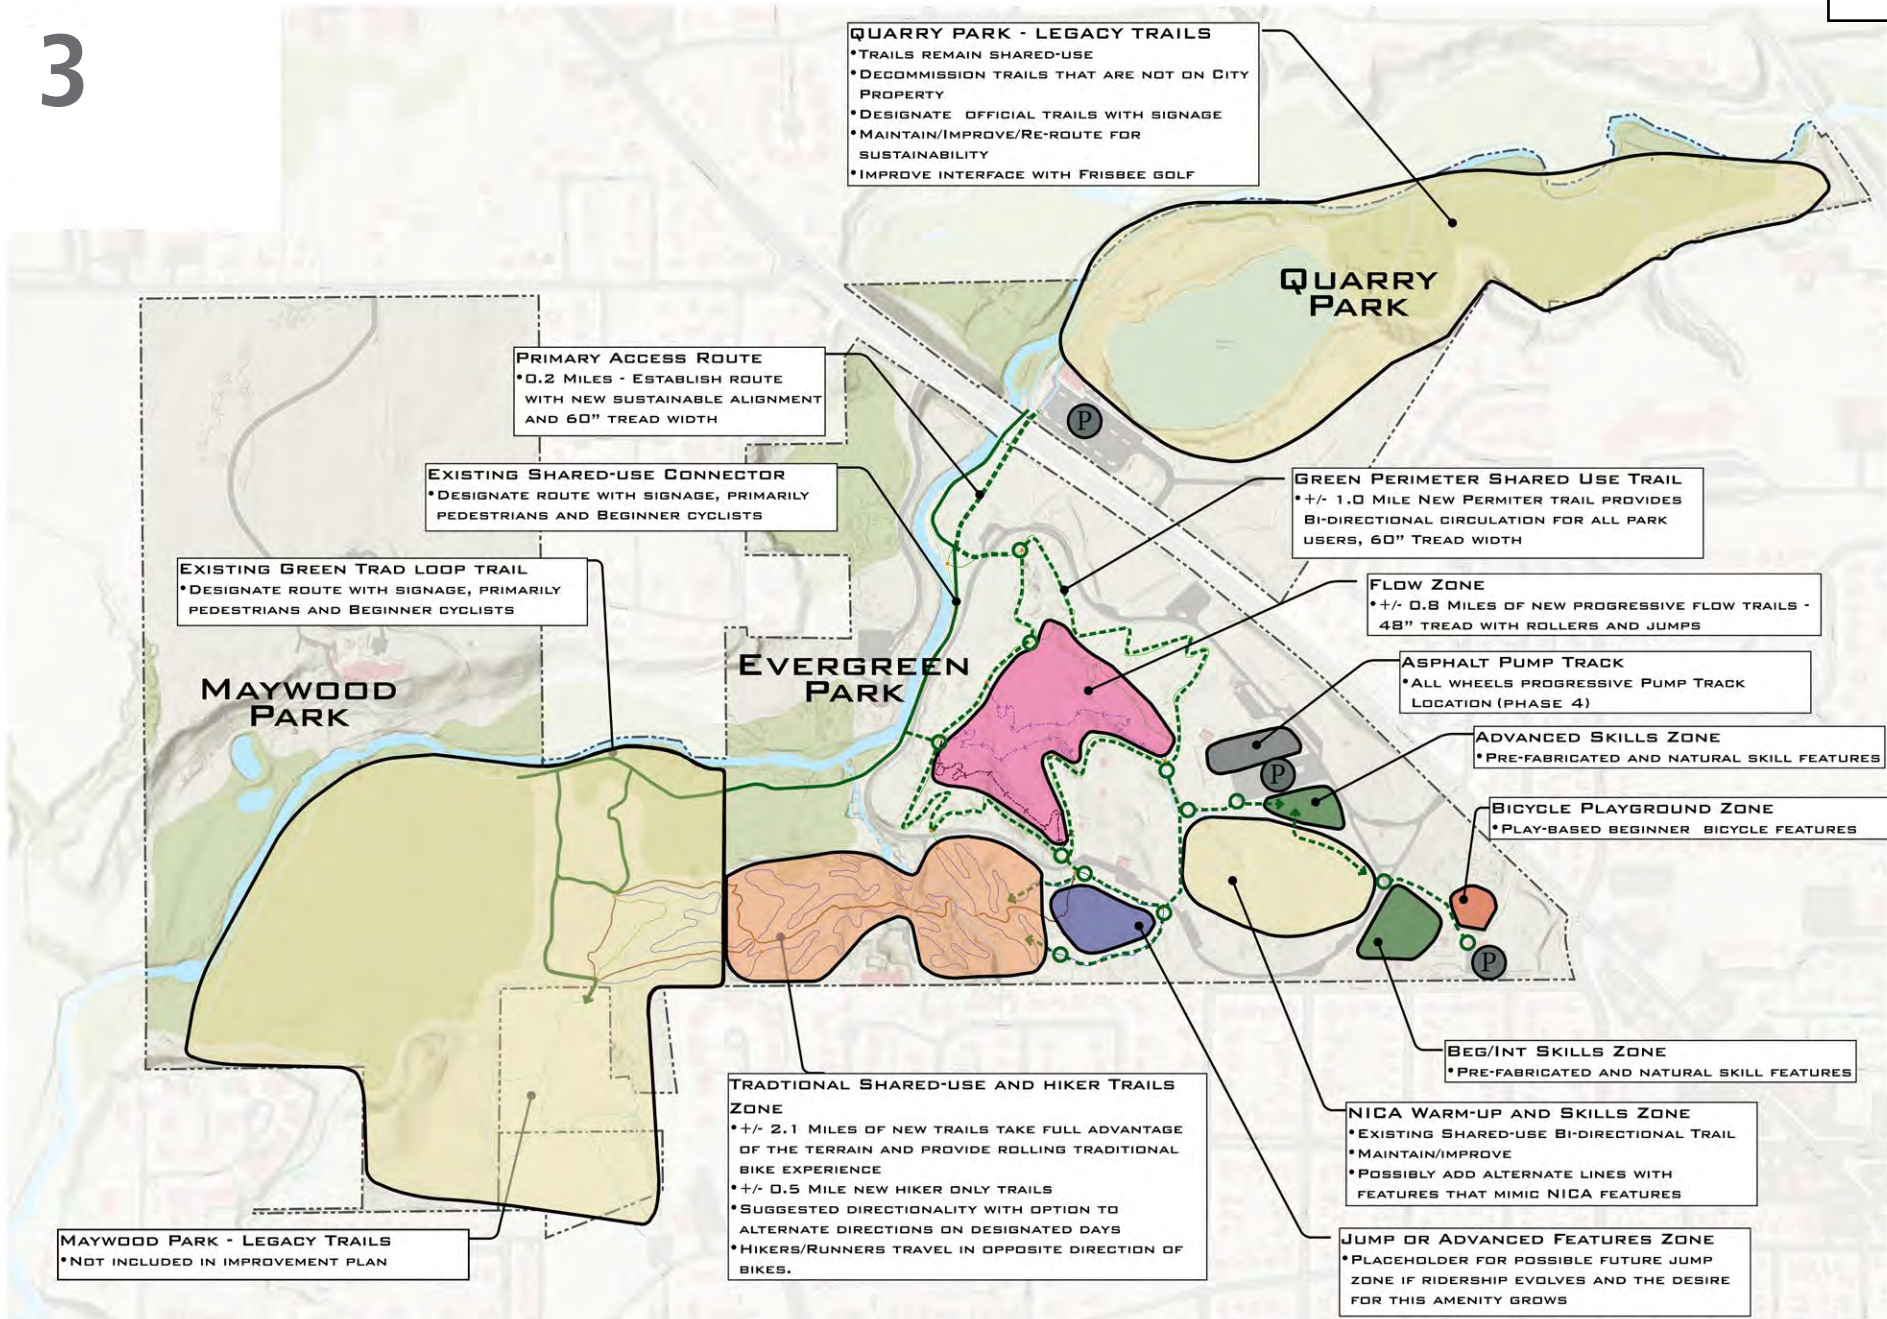 3
QUARRY PARK - LEGACY TRAILS
•TRAILS REMAIN SHARED-USE
•DECOMMISSION TRAILS THAT ARE NOT ON CITY
PROPERTY
•DESIGNATE OFFICIAL TRAILS WITH SIGNAGE
•MAINTAIN/IMPROVE/RE-ROUTE FOR
SUSTAINABILITY
•IMPROVE INTERFACE WITH FRISBEE GOLF
QUARRY
PARK
PRIMARY ACCESS ROUTE
•0.2 MILES - ESTABLISH ROUTE
WITH NEW SUSTAINABLE ALIGNMENT
AND 60" TREAD WIDTH
P
EXISTING SHARED-USE CONNECTOR
•DESIGNATE ROUTE WITH SIGNAGE, PRIMARILY
PEDESTRIANS AND BEGINNER CYCLISTS
GREEN PERIMETER SHARED USE TRAIL
•+/- 1.0 MILE NEW PERMITER TRAIL PROVIDES
BI-DIRECTIONAL CIRCULATION FOR ALL PARK
USERS, 60" TREAD WIDTH
EXISTING GREEN TRAD LOOP TRAIL
•DESIGNATE ROUTE WITH SIGNAGE, PRIMARILY
PEDESTRIANS AND BEGINNER CYCLISTS
FLOW ZONE
•+/- 0.8 MILES OF NEW PROGRESSIVE FLOW TRAILS -
48" TREAD WITH ROLLERS AND JUMPS
MAYWOOD
PARK
EVERGREEN
PARK
ASPHALT PUMP TRACK
•ALL WHEELS PROGRESSIVE PUMP TRACK
LOCATION (PHASE 4)
ADVANCED SKILLS ZONE
•PRE-FABRICATED AND NATURAL SKILL FEATURES
P
BICYCLE PLAYGROUND ZONE
•PLAY-BASED BEGINNER BICYCLE FEATURES
P
BEG/INT SKILLS ZONE
•PRE-FABRICATED AND NATURAL SKILL FEATURES
TRADTIONAL SHARED-USE AND HIKER TRAILS
ZONE
•+/- 2.1 MILES OF NEW TRAILS TAKE FULL ADVANTAGE
OF THE TERRAIN AND PROVIDE ROLLING TRADITIONAL
BIKE EXPERIENCE
•+/- 0.5 MILE NEW HIKER ONLY TRAILS
•SUGGESTED DIRECTIONALITY WITH OPTION TO
ALTERNATE DIRECTIONS ON DESIGNATED DAYS
•HIKERS/RUNNERS TRAVEL IN OPPOSITE DIRECTION OF
BIKES.
NICA WARM-UP AND SKILLS ZONE
•EXISTING SHARED-USE BI-DIRECTIONAL TRAIL
•MAINTAIN/IMPROVE
•POSSIBLY ADD ALTERNATE LINES WITH
FEATURES THAT MIMIC NICA FEATURES
MAYWOOD PARK - LEGACY TRAILS
•NOT INCLUDED IN IMPROVEMENT PLAN
JUMP OR ADVANCED FEATURES ZONE
•PLACEHOLDER FOR POSSIBLE FUTURE JUMP
ZONE IF RIDERSHIP EVOLVES AND THE DESIRE
FOR THIS AMENITY GROWS